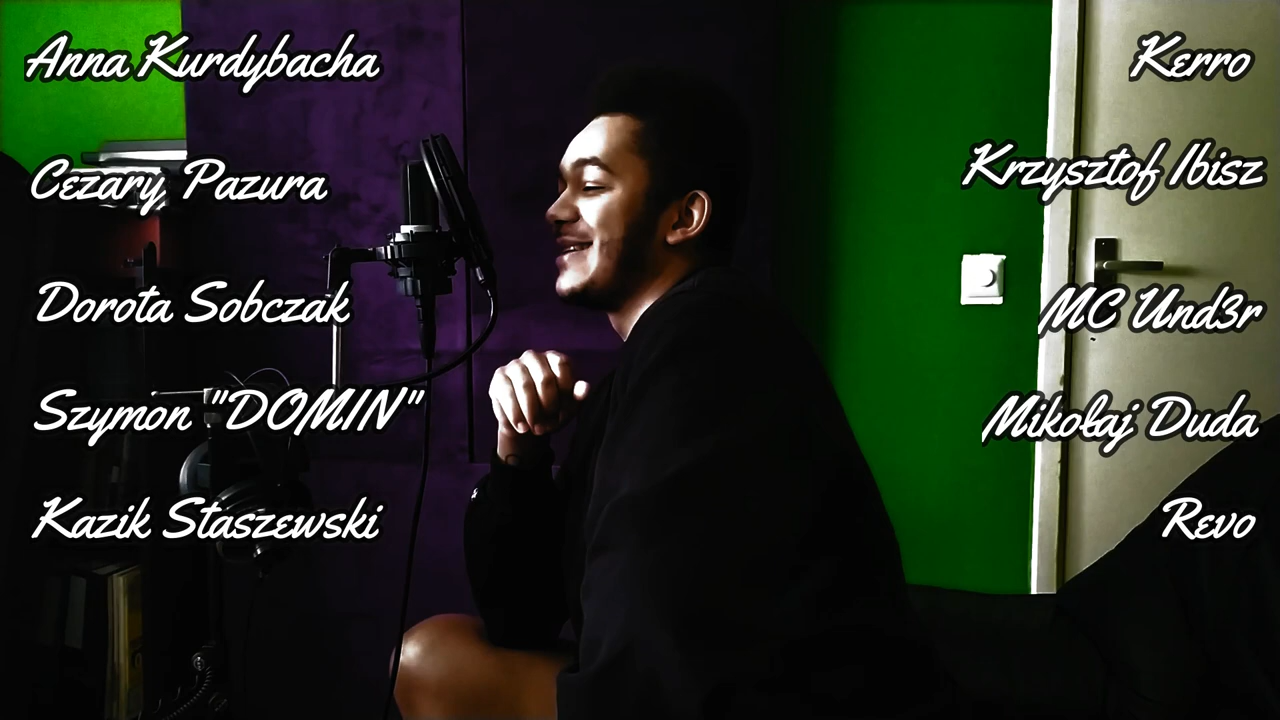 Anna Kurdybacha
Cezary Pazura
Dorota Sobczak
Szymon "DOMIN"
Kazik Staszewski
Kerro
Krzysztof Ibisz
MC Und3r
Mikołaj Duda
Revo